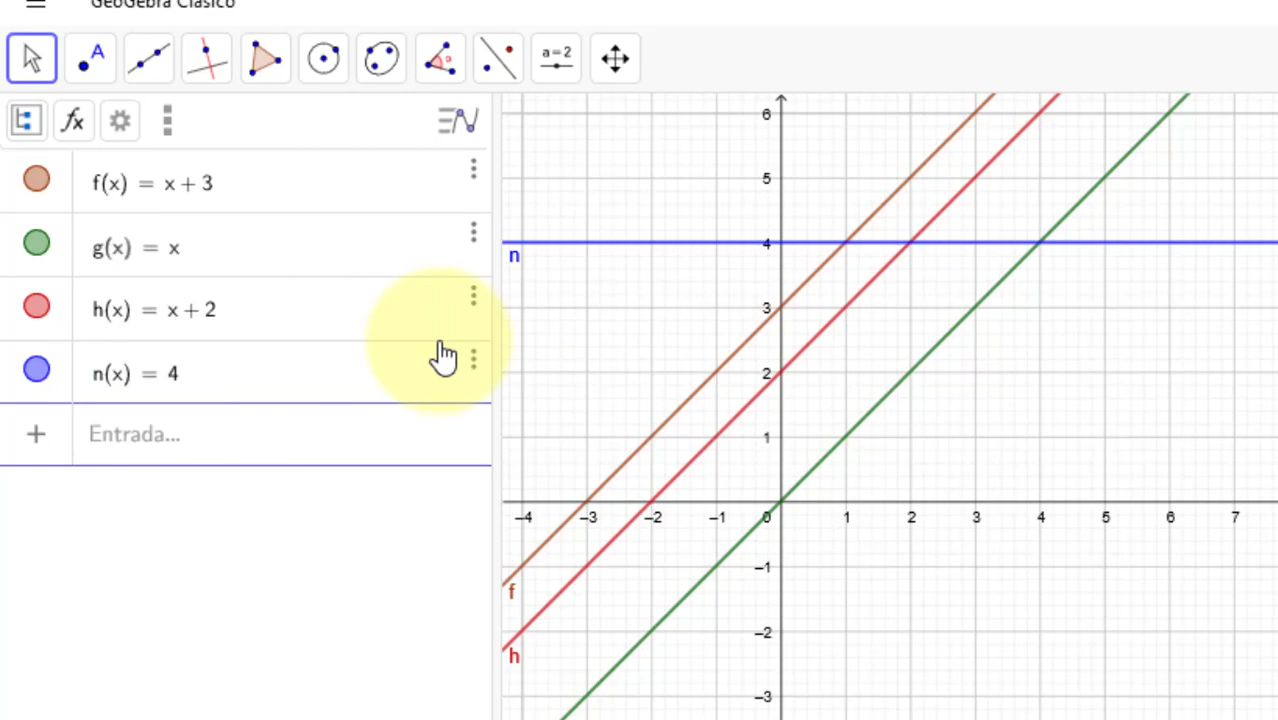 GeoGebra Clásico
A
a=2
fx
f(x) = x + 3
g(x) = x
h(x) = x + 2
n(x) = 4
+ Entrada...
6
5
4
n
3
2
1
–4 –3 –2 –1 0 1 2 3 4 5 6 7
–1
f
–2
h
–3